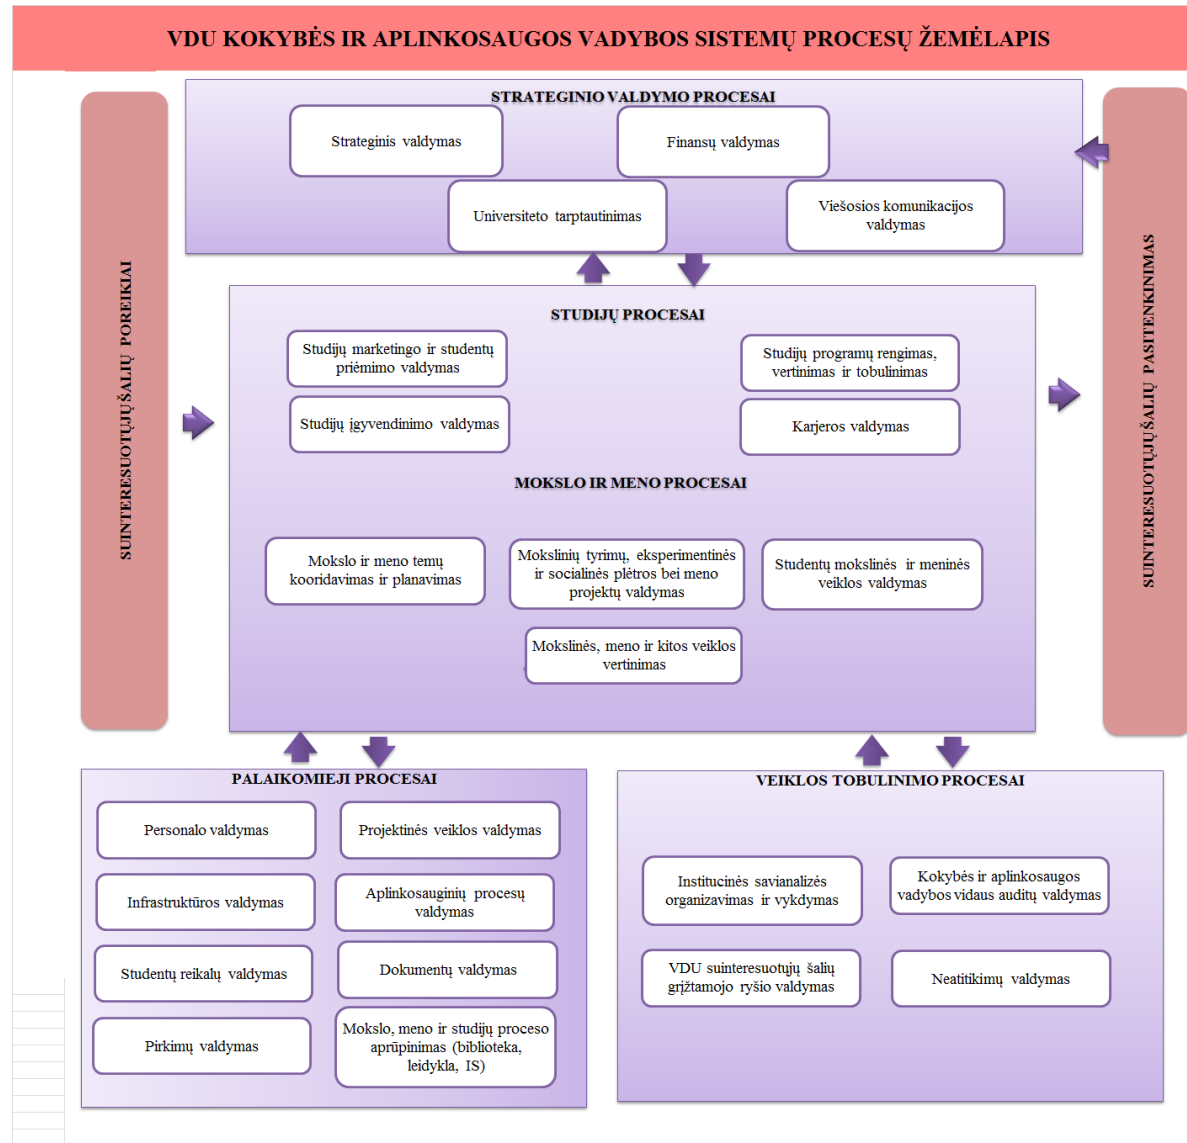 VDU KOKYBĖS IR APLINKOSAUGOS VADYBOS SISTEMŲ PROCESŲ ŽEMĖLAPIS
SUINTERESUOTŲJŲ ŠALIŲ POREIKIAI
STRATEGINIO VALDYMO PROCESAI
Strateginis valdymas
Finansų valdymas
Universiteto tarptautinimas
Viešosios komunikacijos
valdymas
STUDIJŲ PROCESAI
Studijų marketingo ir studentų
priėmimo valdymas
Studijų programų rengimas,
vertinimas ir tobulinimas
Studijų įgyvendinimo valdymas
Karjeros valdymas
MOKSLO IR MENO PROCESAI
Mokslo ir meno temų
kooridavimas ir planavimas
Mokslinių tyrimų, eksperimentinės
ir socialinės plėtros bei meno
projektų valdymas
Studentų mokslinės ir meninės
veiklos valdymas
Mokslinės, meno ir kitos veiklos
vertinimas
SUINTERESUOTŲJŲ ŠALIŲ PASITENKINIMAS
PALAIKOMIEJI PROCESAI
Personalo valdymas
Projektinės veiklos valdymas
Infrastruktūros valdymas
Aplinkosauginių procesų
valdymas
Studentų reikalų valdymas
Dokumentų valdymas
Pirkimų valdymas
Mokslo, meno ir studijų proceso
aprūpinimas (biblioteka,
leidykla, IS)
VEIKLOS TOBULINIMO PROCESAI
Institucinės savianalizės
organizavimas ir vykdymas
Kokybės ir aplinkosaugos
vadybos vidaus auditų valdymas
VDU suinteresuotųjų šalių
grįžtamojo ryšio valdymas
Neatitikimų valdymas